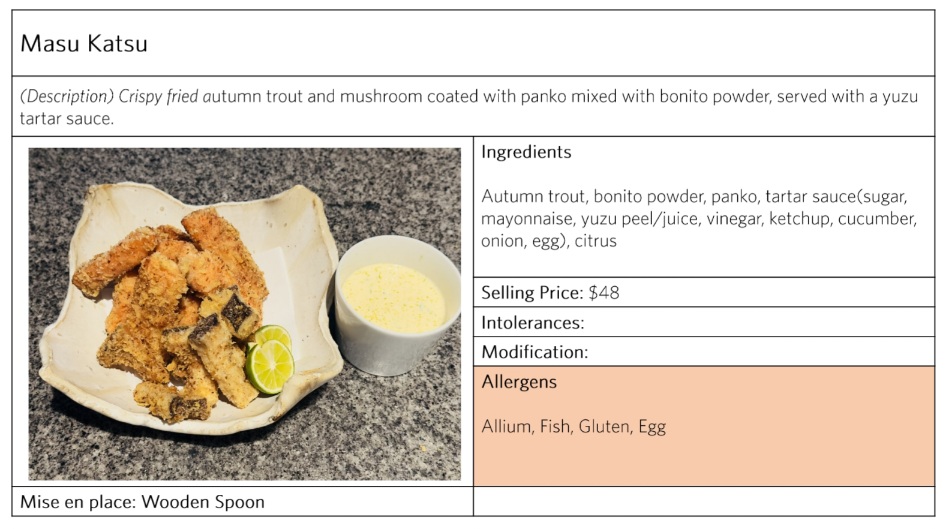 Masu Katsu
(Description) Crispy fried autumn trout and mushroom coated with panko mixed with bonito powder, served with a yuzu
tartar sauce.
Ingredients
Autumn trout, bonito powder, panko, tartar sauce(sugar,
mayonnaise, yuzu peel/juice, vinegar, ketchup, cucumber,
onion, egg), citrus
Selling Price: $48
Intolerances:
Modification:
Allergens
Allium, Fish, Gluten, Egg
Mise en place: Wooden Spoon